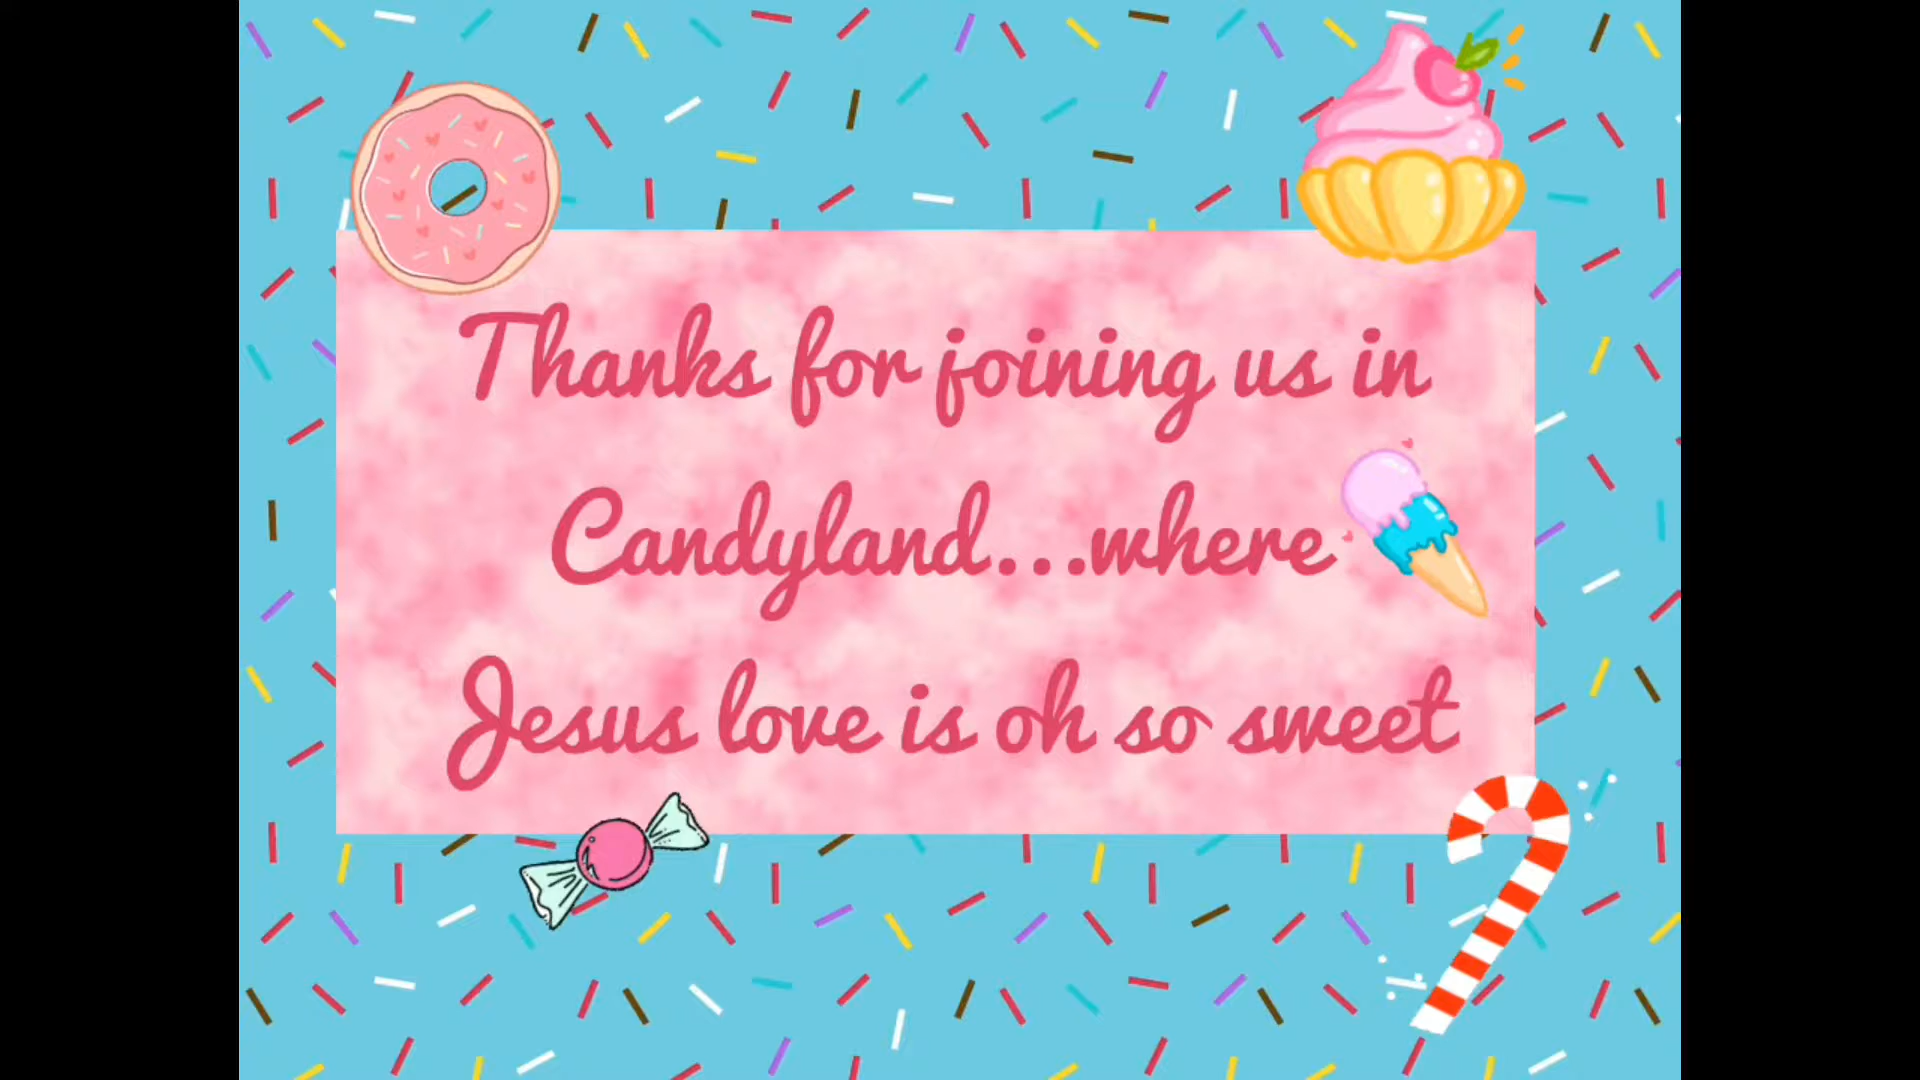 Thanks for joining us in
Candyland...where
Jesus love is oh so sweet